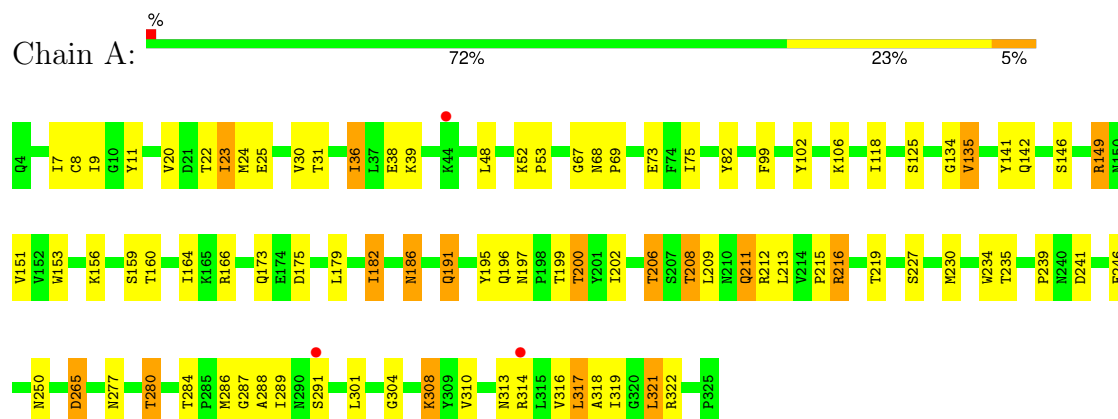 %
Chain A:
72% 23% 5%
Q4 I7 C8 I9 G10 Y11 V20 D21 T22 I23 M24 E25 V30 T31 I36 L37 E38 K39 K44 L48 K52 P53 G67 N68 P69 E73 F74 I75 Y82 F99 Y102 K106 I118 S125 G134 V135 Y141 Q142 S146 R149 N150
V151 V152 W153 K156 S159 T160 I164 K165 R166 Q173 E174 D175 L179 I182 N186 Q191 Y195 Q196 N197 P198 T199 T200 Y201 I202 T206 S207 T208 L209 N210 Q211 R212 L213 V214 P215 R216 T219 S227 M230 W234 T235 P239 N240 D241
N250 D265 N277 T280 T284 P285 M286 G287 A288 I289 N290 S291 L301 G304 K308 Y309 V310 N313 R314 L315 V316 L317 A318 I319 G320 L321 R322 P325